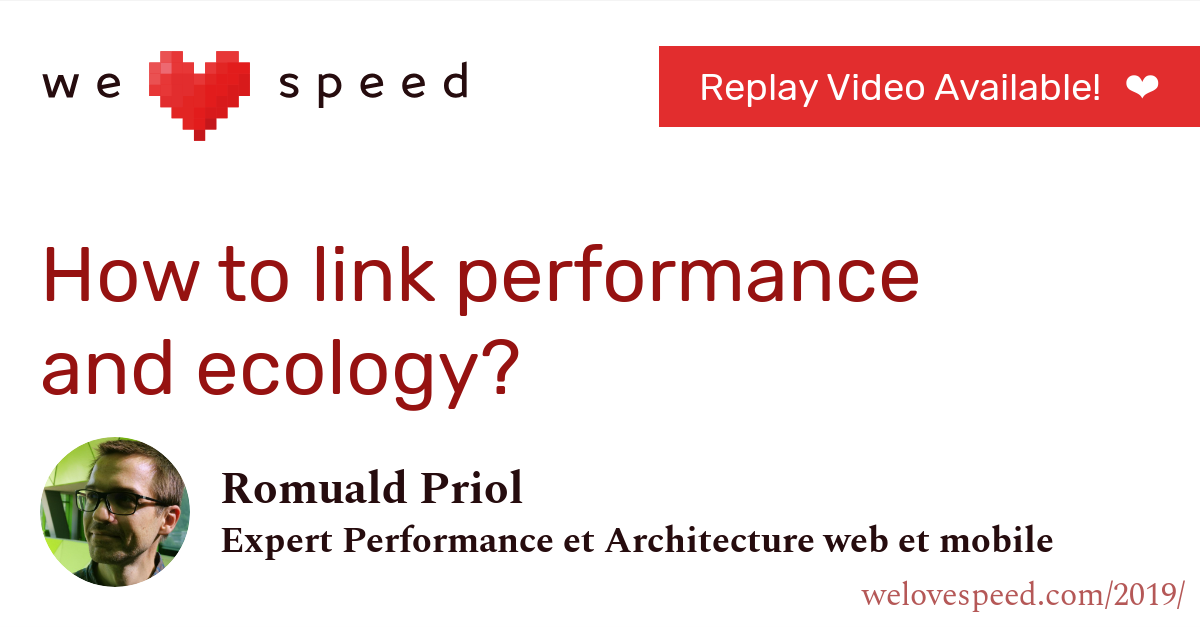 we speed
Replay Video Available! ❤
How to link performance
and ecology?
Romuald Priol
Expert Performance et Architecture web et mobile
welovespeed.com/2019/